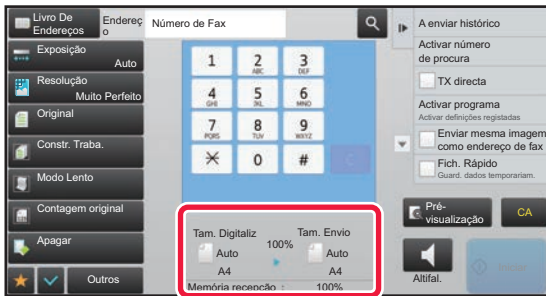 Livro De
Endereços
Endereç
o
Número de Fax
A enviar histórico
Exposição
Auto
Resolução
Muito Perfeito
Original
Constr. Traba.
Modo Lento
Contagem original
Apagar
Outros
1
2
ABC
3
DEF
4
GHI
5
JKL
6
MNO
7
PQRS
8
TUV
9
WXYZ
0
#
C
Tam. Digitaliz
100%
Tam. Envio
Auto
Auto
A4
A4
Memória recepção :
100%
Activar número
de procura
TX directa
Activar programa
Activar definições registadas
Enviar mesma imagem
como endereço de fax
Fich. Rápido
Guard. dados temporariam.
Pré-
visualização
CA
Altifal.